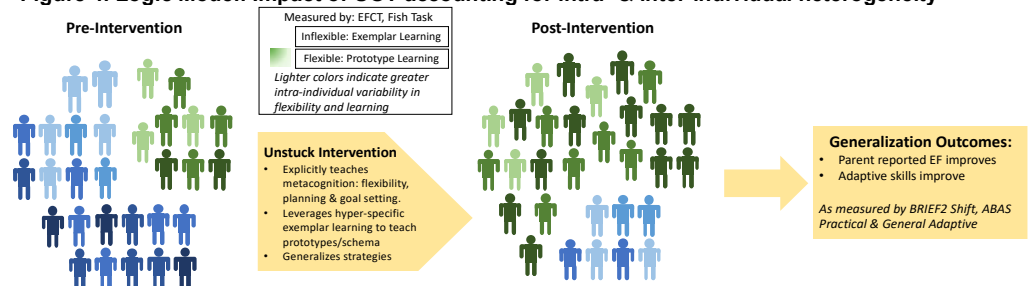 Pre-Intervention
Measured by: EFCT, Fish Task
Inflexible: Exemplar Learning
Flexible: Prototype Learning
Lighter colors indicate greater
intra-individual variability in
flexibility and learning
Post-Intervention
Unstuck Intervention
• Explicitly teaches
metacognition: flexibility,
planning & goal setting.
• Leverages hyper-specific
exemplar learning to teach
prototypes/schema
• Generalizes strategies
Generalization Outcomes:
• Parent reported EF improves
• Adaptive skills improve
As measured by BRIEF2 Shift, ABAS
Practical & General Adaptive